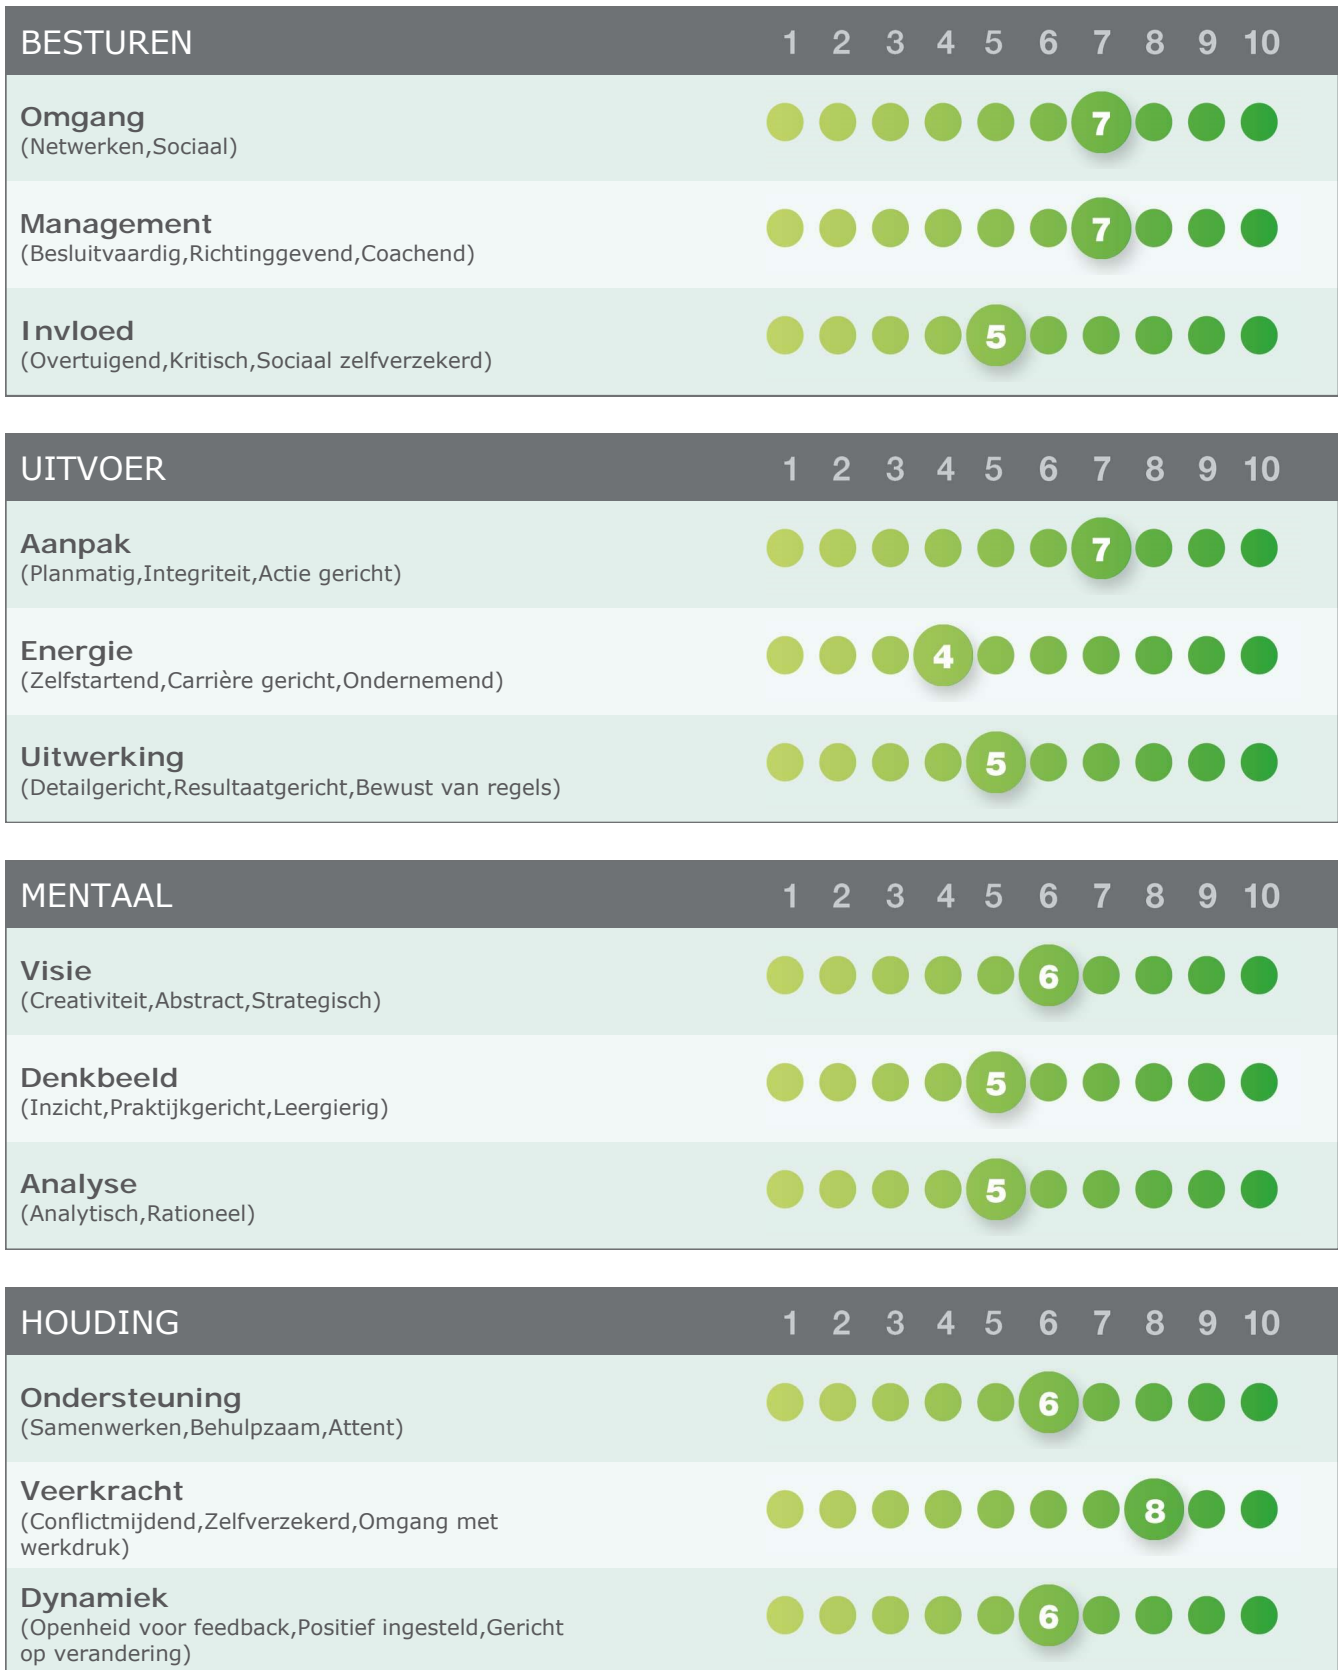 BESTUREN 1 2 3 4 5 6 7 8 9 10
Omgang
(Netwerken,Sociaal)
7
Management
(Besluitvaardig,Richtinggevend,Coachend)
7
Invloed
(Overtuigend,Kritisch,Sociaal zelfverzekerd)
5
UITVOER 1 2 3 4 5 6 7 8 9 10
Aanpak
(Planmatig,Integriteit,Actie gericht)
7
Energie
(Zelfstartend,Carrière gericht,Ondernemend)
4
Uitwerking
(Detailgericht,Resultaatgericht,Bewust van regels)
5
MENTAAL 1 2 3 4 5 6 7 8 9 10
Visie
(Creativiteit,Abstract,Strategisch)
6
Denkbeeld
(Inzicht,Praktijkgericht,Leergierig)
5
Analyse
(Analytisch,Rationeel)
5
HOUDING 1 2 3 4 5 6 7 8 9 10
Ondersteuning
(Samenwerken,Behulpzaam,Attent)
6
Veerkracht
(Conflictmijdend,Zelfverzekerd,Omgang met
werkdruk)
8
Dynamiek
(Openheid voor feedback,Positief ingesteld,Gericht
op verandering)
6